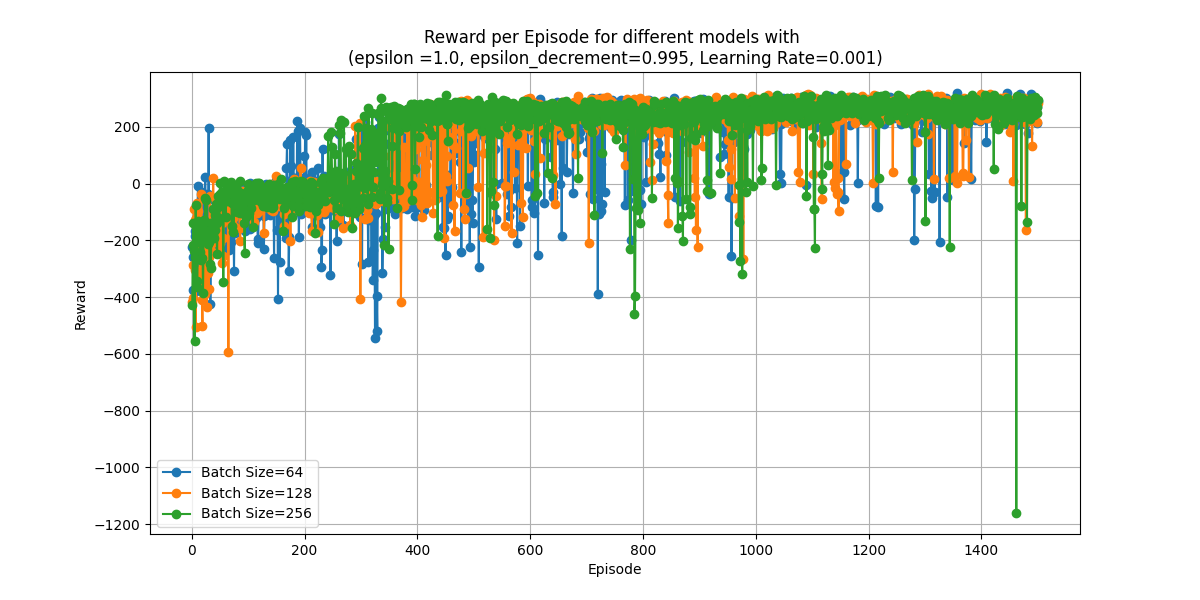 Reward per Episode for different models with
(epsilon =1.0, epsilon_decrement=0.995, Learning Rate=0.001)
Reward
200
0
−200
−400
−600
−800
−1000
−1200
Batch Size=64
Batch Size=128
Batch Size=256
0 200 400 600 800 1000 1200 1400
Episode